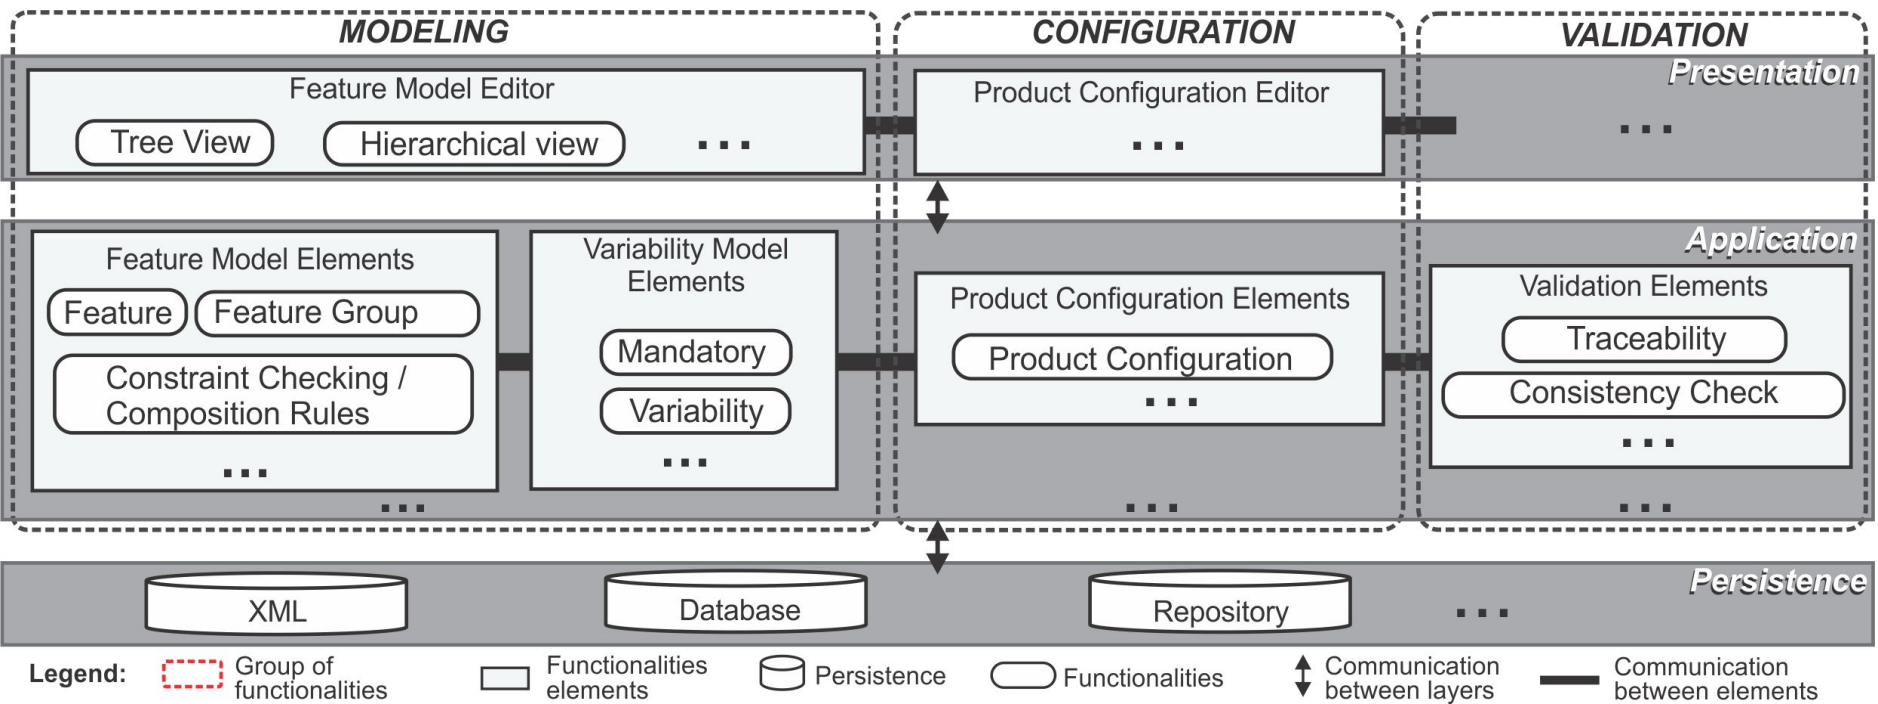 MODELING
CONFIGURATION
VALIDATION
Presentation
Feature Model Editor
Tree View
Hierarchical view
...
Product Configuration Editor
...
...
Application
Feature Model Elements
Feature
Feature Group
Constraint Checking /
Composition Rules
...
...
Variability Model
Elements
Mandatory
Variability
...
Product Configuration Elements
Product Configuration
...
...
Validation Elements
Traceability
Consistency Check
...
...
Persistence
XML
Database
Repository
...
Legend:
Group of
functionalities
Functionalities
elements
Persistence
Functionalities
Communication
between layers
Communication
between elements